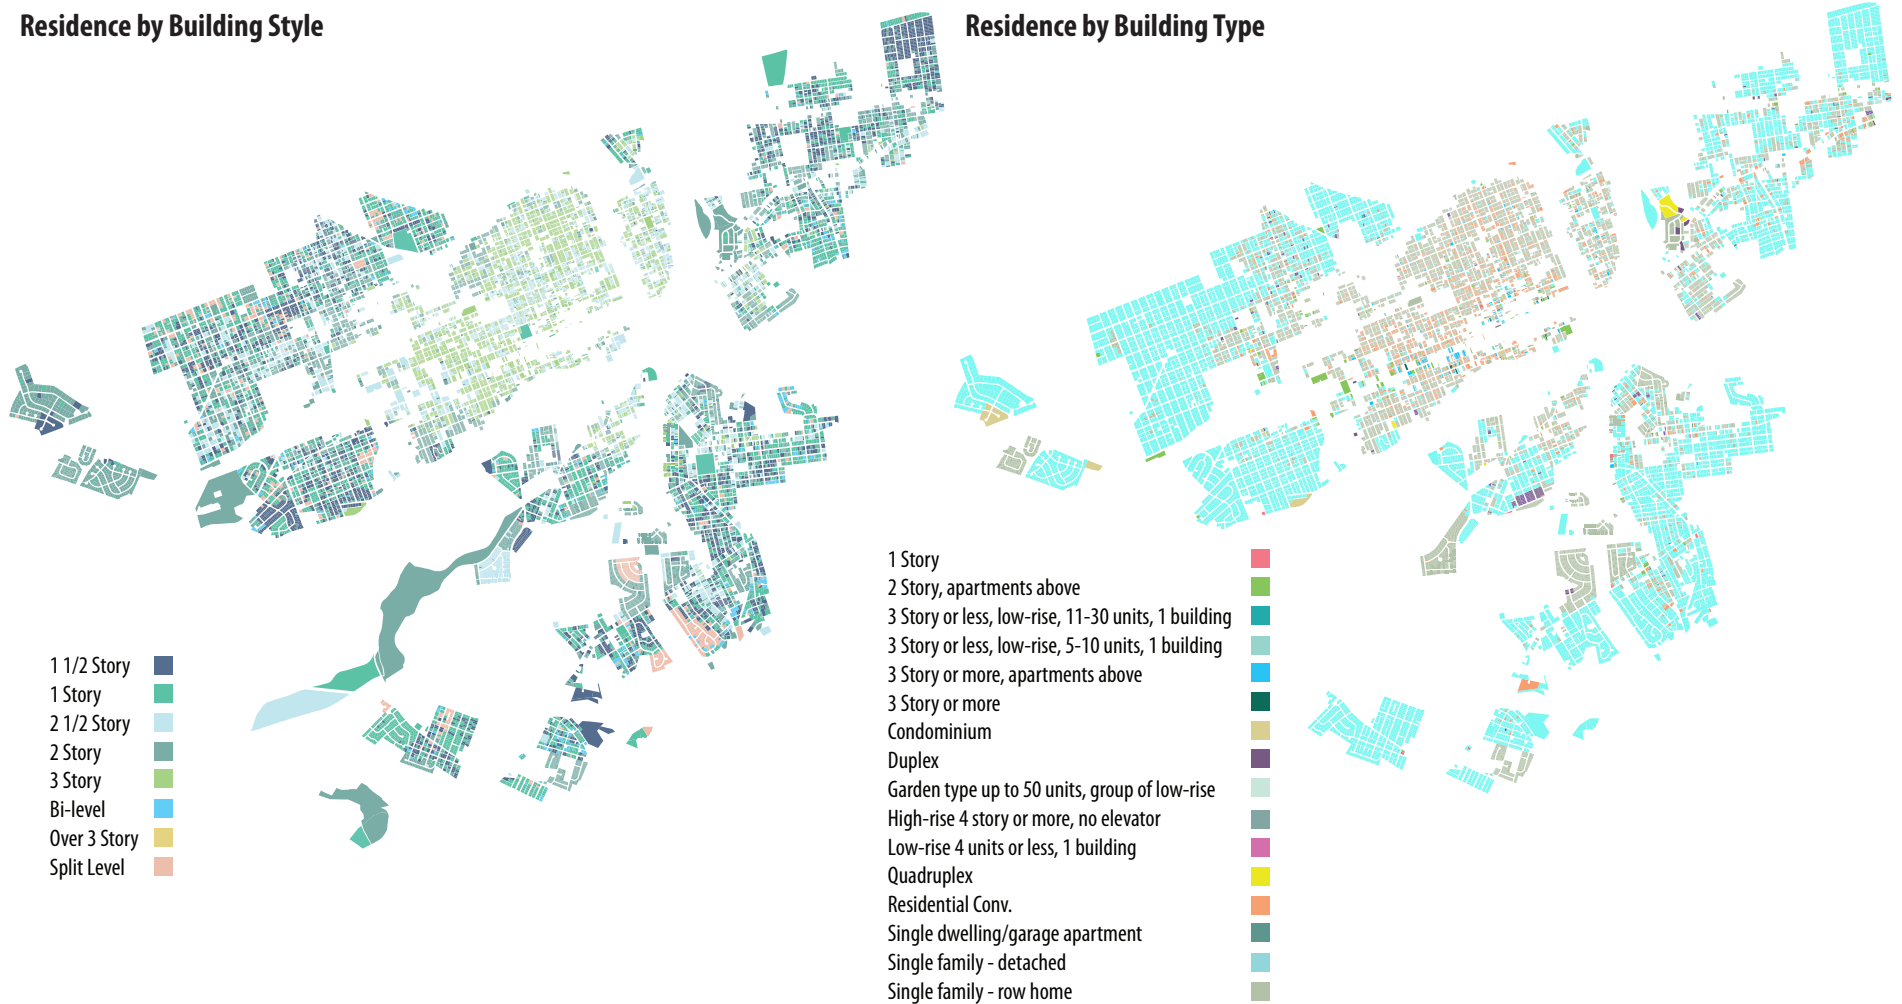 Residence by Building Style
Residence by Building Type
1 1/2 Story
1 Story
2 1/2 Story
2 Story
3 Story
Bi-level
Over 3 Story
Split Level
1 Story
2 Story, apartments above
3 Story or less, low-rise, 11-30 units, 1 building
3 Story or less, low-rise, 5-10 units, 1 building
3 Story or more, apartments above
3 Story or more
Condominium
Duplex
Garden type up to 50 units, group of low-rise
High-rise 4 story or more, no elevator
Low-rise 4 units or less, 1 building
Quadruplex
Residential Conv.
Single dwelling/garage apartment
Single family - detached
Single family - row home